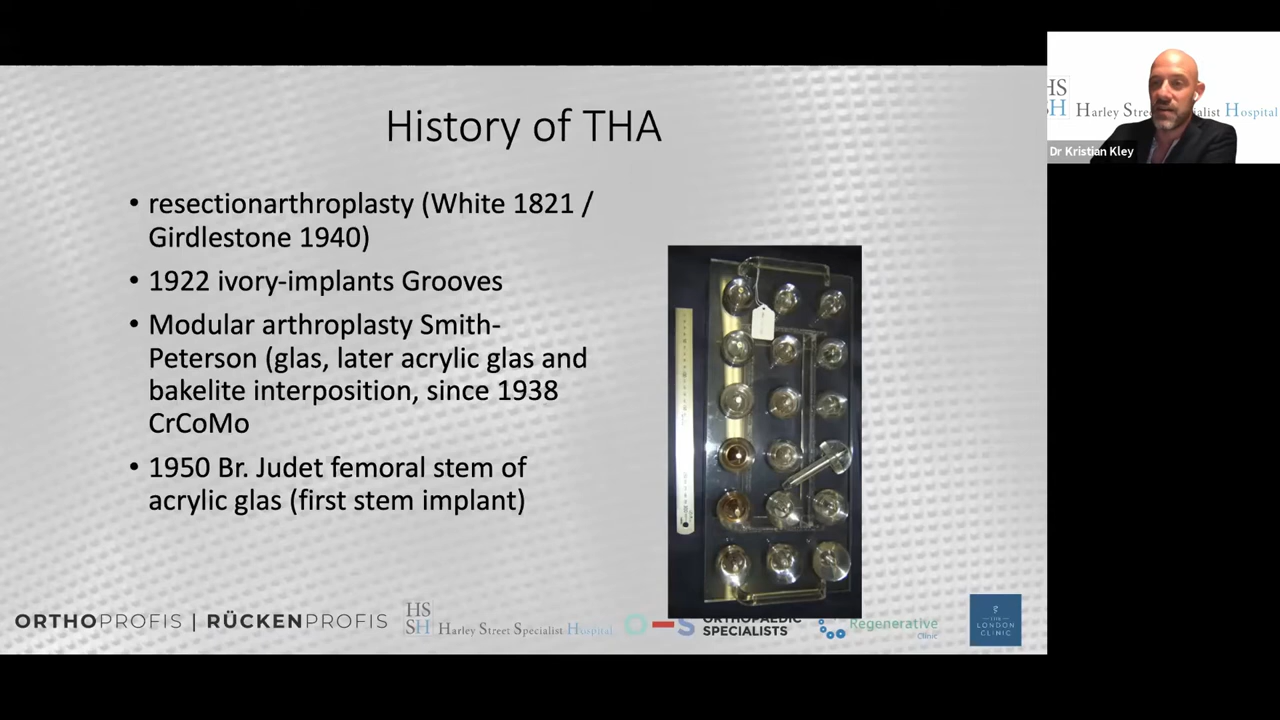 History of THA
• resectionarthroplasty (White 1821 /
Girdlestone 1940)
• 1922 ivory-implants Grooves
• Modular arthroplasty Smith-
Peterson (glas, later acrylic glas and
bakelite interposition, since 1938
CrCoMo
• 1950 Br. Judet femoral stem of
acrylic glas (first stem implant)
ORTHOPROFIS | RÜCKENPROFIS
HS
SH Harley Street Specialist Hospital
O-S ORTHOPAEDIC
SPECIALISTS
Regenerative
Clinic
THE
LONDON
CLINIC
HS
SH Harley Stre ialist Hospital
Dr Kristian Kley